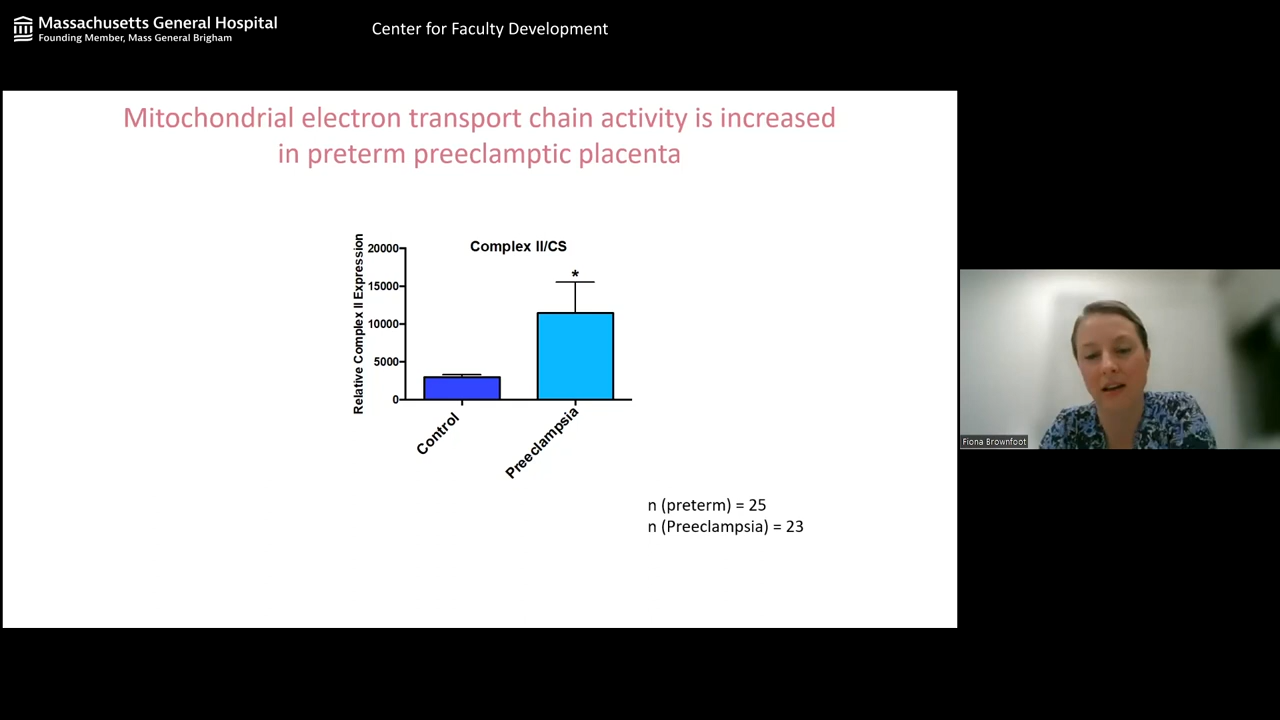 Massachusetts General Hospital
Founding Member, Mass General Brigham
Center for Faculty Development
Mitochondrial electron transport chain activity is increased
in preterm preeclamptic placenta
Complex II/CS
Relative Complex II Expression
20000
15000
10000
5000
0
*
Control
Preeclampsia
n (preterm) = 25
n (Preeclampsia) = 23
Fiona Brownfoot